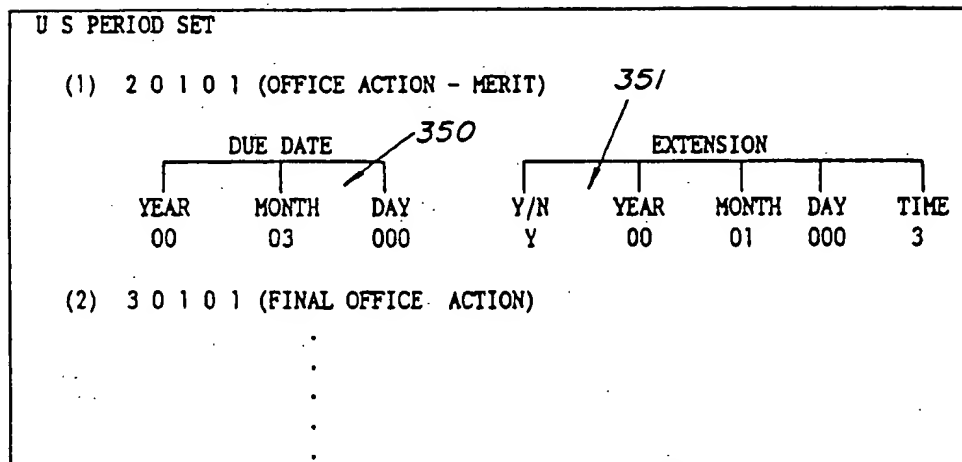 U S PERIOD SET
(1) 2 0 1 0 1 (OFFICE ACTION - MERIT)
351
350
DUE DATE EXTENSION
YEAR MONTH DAY Y/N YEAR MONTH DAY TIME
00 03 000 Y 00 01 000 3
(2) 3 0 1 0 1 (FINAL OFFICE ACTION)